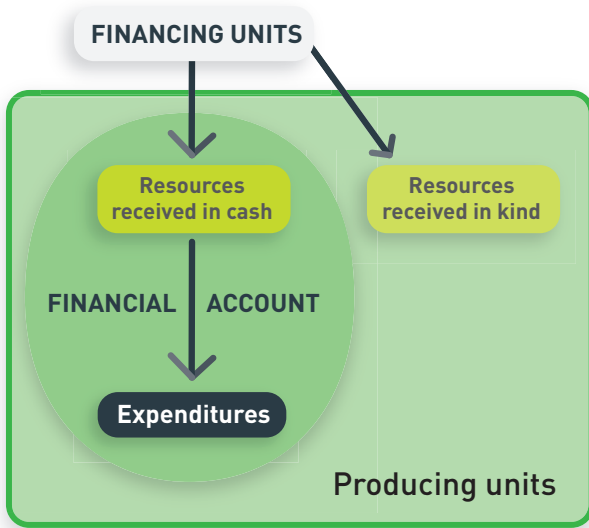 FINANCING UNITS
Resources
received in cash
Resources
received in kind
FINANCIAL ACCOUNT
Expenditures
Producing units